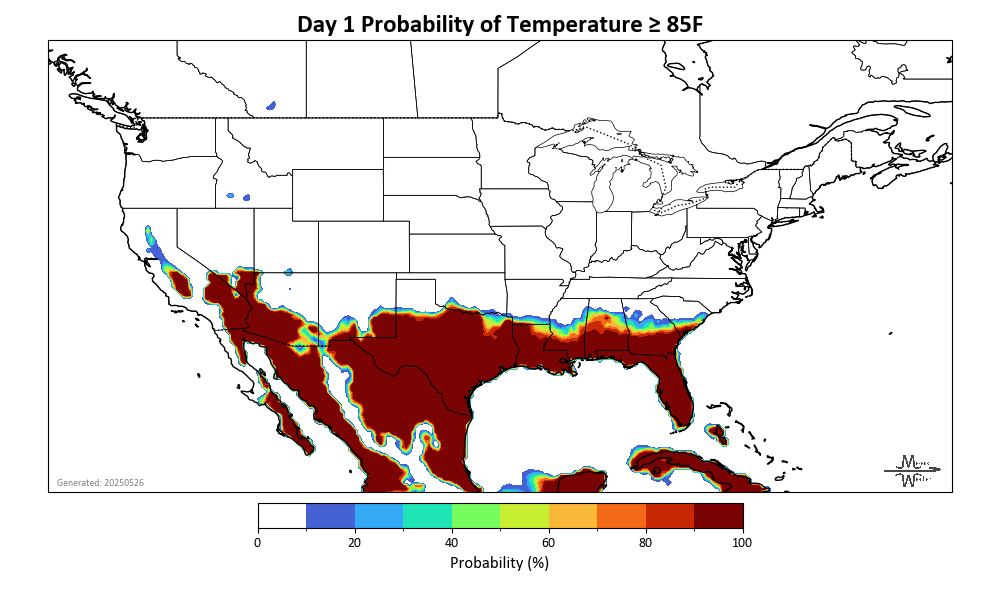 Day 1 Probability of Temperature ≥ 85F
Generated: 20250526
0 20 40 60 80 100
Probability (%)